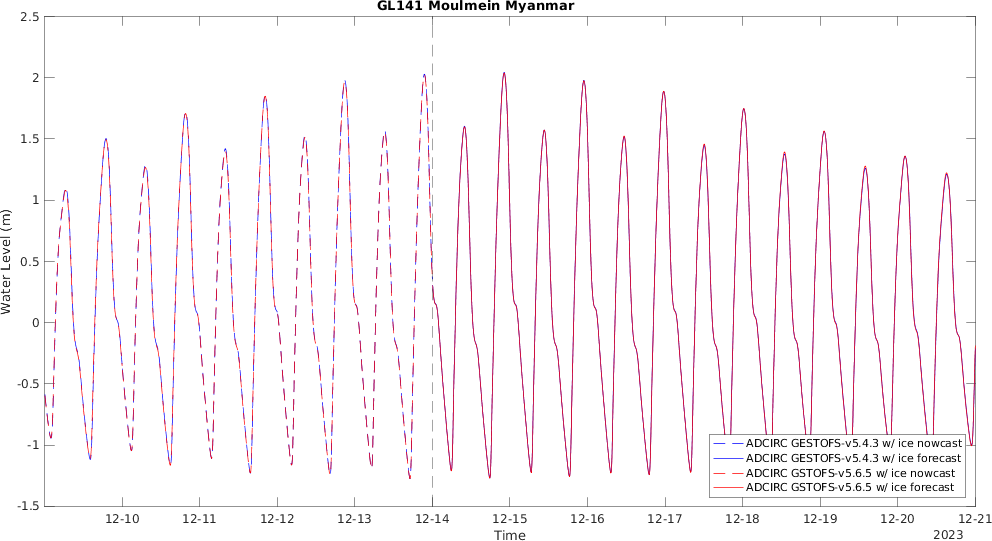 GL141 Moulmein Myanmar
2.5
2
1.5
1
0.5
0
-0.5
-1
-1.5
Water Level (m)
ADCIRC GESTOFS-v5.4.3 w/ ice nowcast
ADCIRC GESTOFS-v5.4.3 w/ ice forecast
ADCIRC GSTOFS-v5.6.5 w/ ice nowcast
ADCIRC GSTOFS-v5.6.5 w/ ice forecast
12-10 12-11 12-12 12-13 12-14 12-15 12-16 12-17 12-18 12-19 12-20 12-21
Time
2023